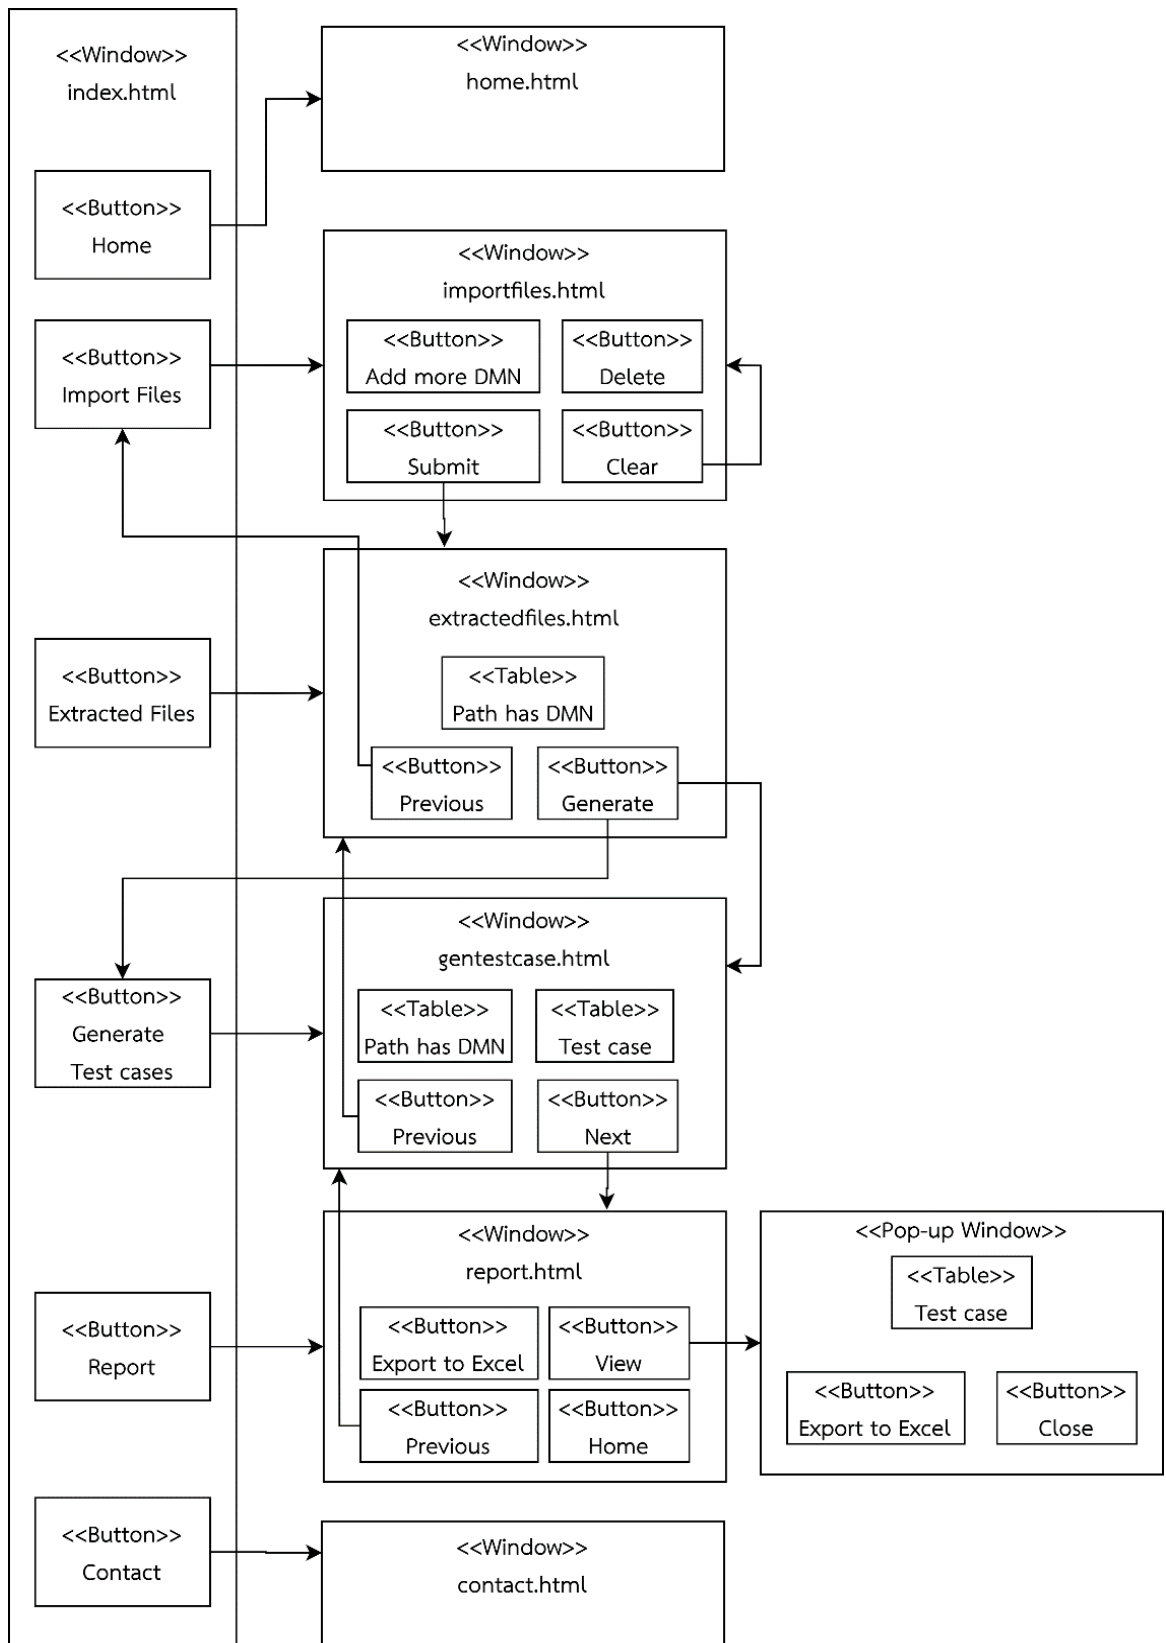 <<Window>>
index.html
<<Button>>
Home
<<Button>>
Import Files
<<Button>>
Extracted Files
<<Button>>
Generate
Test cases
<<Button>>
Report
<<Button>>
Contact
<<Window>>
home.html
<<Window>>
importfiles.html
<<Button>>
Add more DMN
<<Button>>
Delete
<<Button>>
Submit
<<Button>>
Clear
<<Window>>
extractedfiles.html
<<Table>>
Path has DMN
<<Button>>
Previous
<<Button>>
Generate
<<Window>>
gentestcase.html
<<Table>>
Path has DMN
<<Table>>
Test case
<<Button>>
Previous
<<Button>>
Next
<<Window>>
report.html
<<Button>>
Export to Excel
<<Button>>
View
<<Button>>
Previous
<<Button>>
Home
<<Pop-up Window>>
<<Table>>
Test case
<<Button>>
Export to Excel
<<Button>>
Close
<<Window>>
contact.html